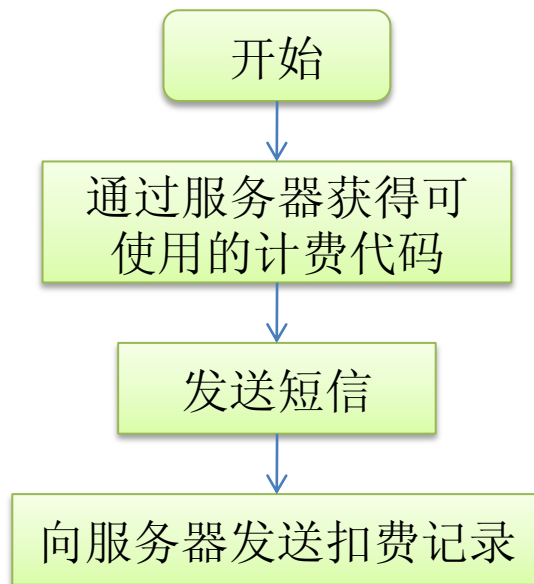 开始
通过服务器获得可
使用的计费代码
发送短信
向服务器发送扣费记录